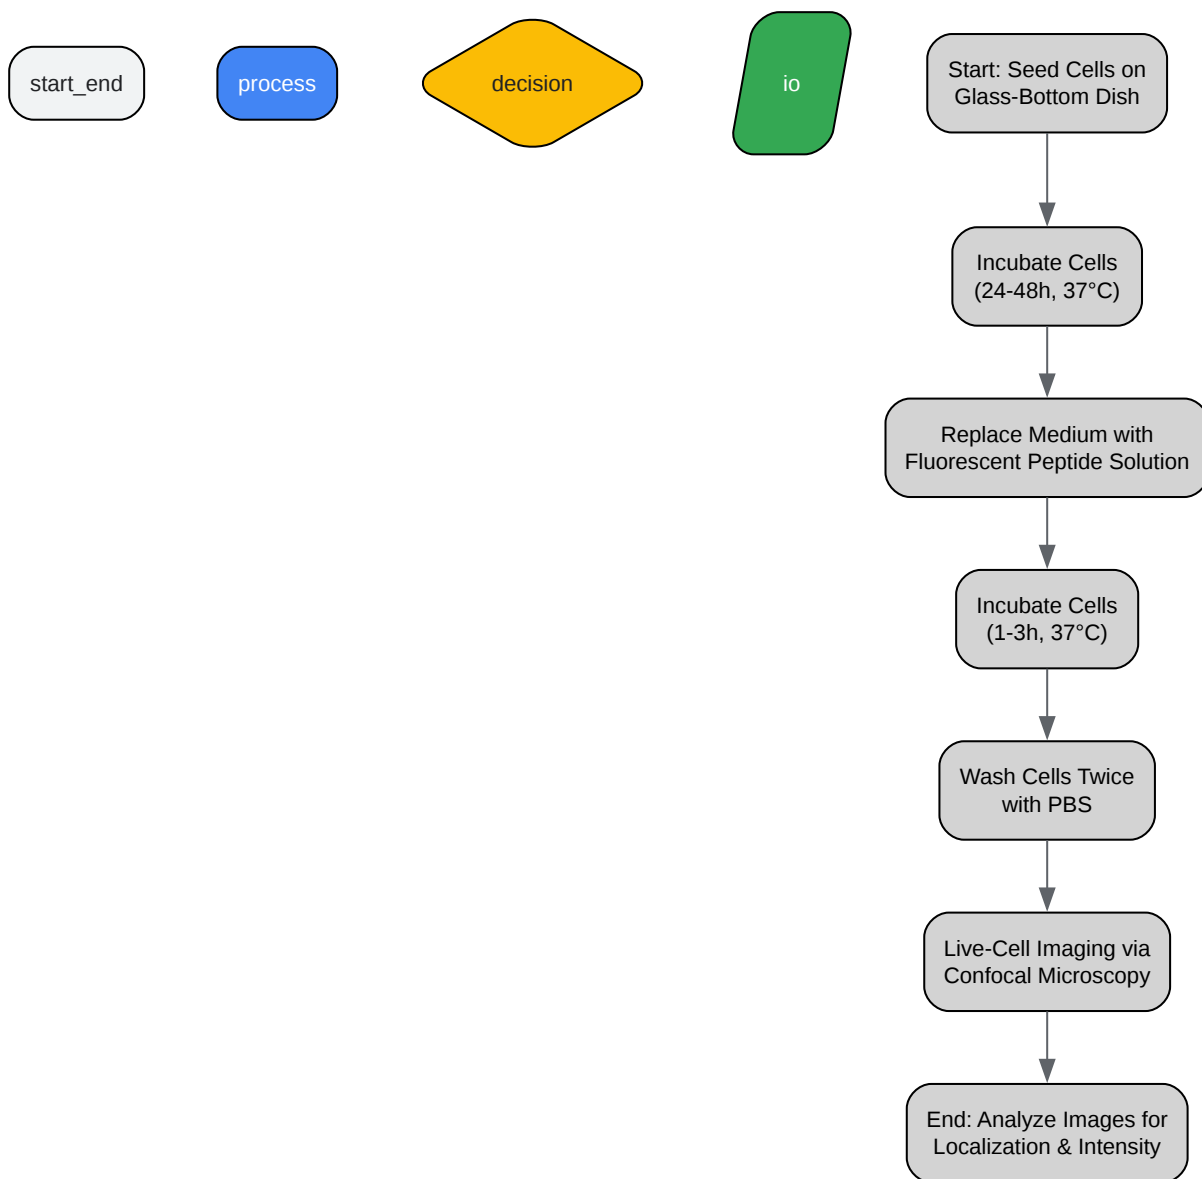 start_end
process
decision
io
Start: Seed Cells on
Glass-Bottom Dish
Incubate Cells
(24-48h, 37°C)
Replace Medium with
Fluorescent Peptide Solution
Incubate Cells
(1-3h, 37°C)
Wash Cells Twice
with PBS
Live-Cell Imaging via
Confocal Microscopy
End: Analyze Images for
Localization & Intensity